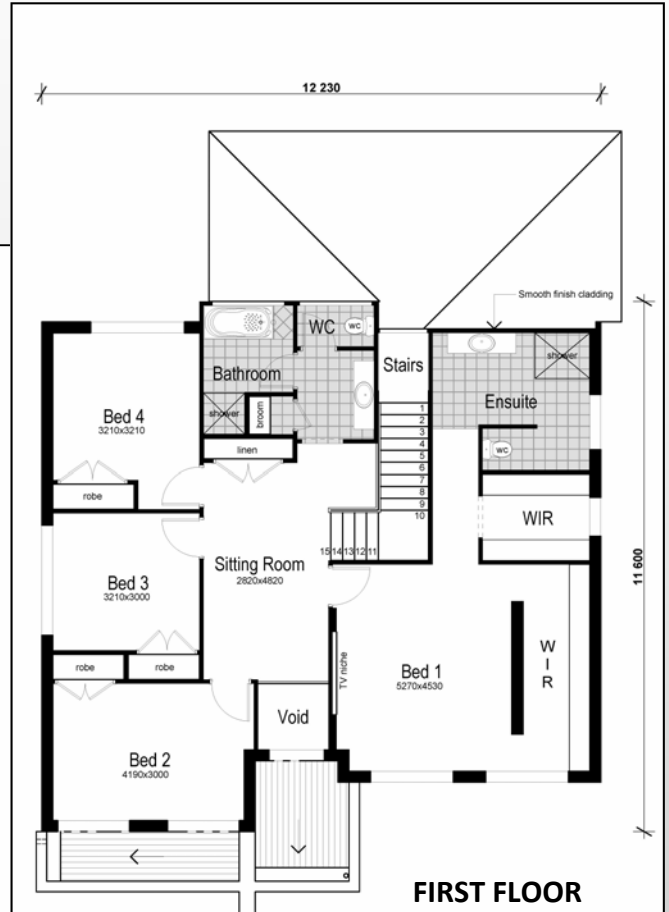 12 230
Smooth finish cladding
WC
WC
Stairs
shower
Bathroom
Ensuite
Bed 4
3210x3210
shower
broom
1
2
3
4
5
6
7
8
9
10
linen
WC
robe
WIR
15 14 13 12 11
Sitting Room
2820x4820
Bed 3
3210x3000
11 600
robe
robe
TV niche
Bed 1
5270x4530
W
I
R
Void
Bed 2
4190x3000
FIRST FLOOR